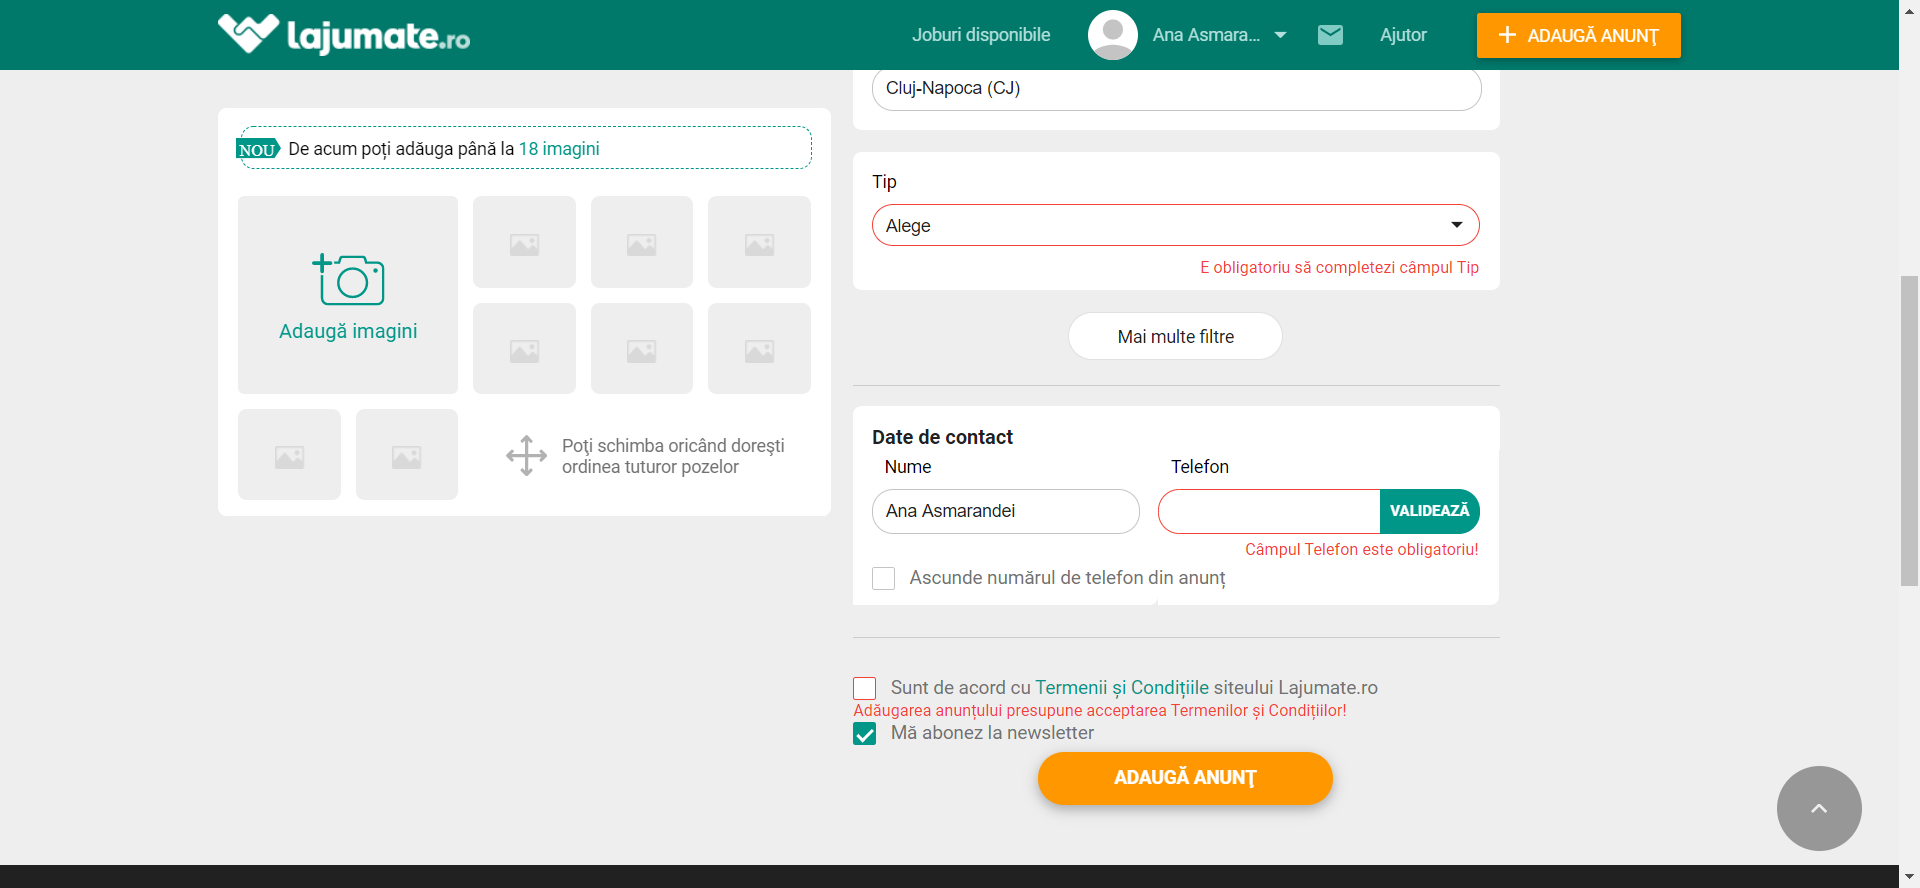 lajumate.ro
Joburi disponibile
Ana Asmara...
Ajutor
ADAUGĂ ANUNŢ
Cluj-Napoca (CJ)
NOU
De acum poți adăuga până la 18 imagini
Adaugă imagini
Poţi schimba oricând doreşti
ordinea tuturor pozelor
Tip
Alege
E obligatoriu să completezi câmpul Tip
Mai multe filtre
Date de contact
Nume
Telefon
Ana Asmarandei
VALIDEAZĂ
Câmpul Telefon este obligatoriu!
Ascunde numărul de telefon din anunț
Sunt de acord cu Termenii și Condițiile siteului Lajumate.ro
Adăugarea anunțului presupune acceptarea Termenilor și Condițiilor!
Mă abonez la newsletter
ADAUGĂ ANUNŢ